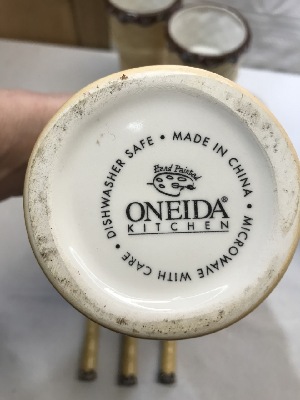 DISHWASHER SAFE • MADE IN CHINA • MICROWAVE WITH CARE •
Hand Painted
ONEIDA®
KITCHEN